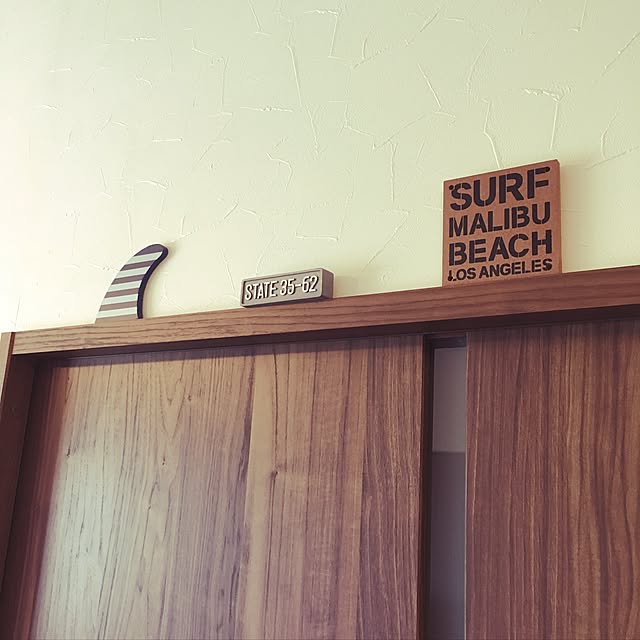 STATE 35-62
SURF
MALIBU
BEACH
LOS ANGELES